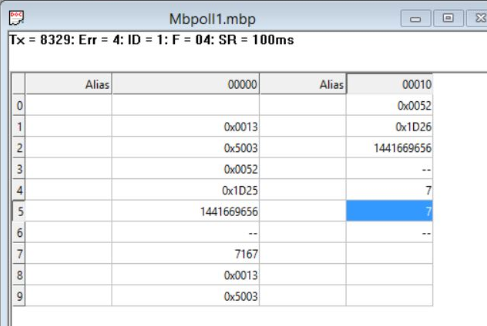 Mbpoll1.mbp
Tx = 8329: Err = 4: ID = 1: F = 04: SR = 100ms
Alias 00000 Alias 00010
0 0x0052
1 0x0013 0x1D26
2 0x5003 1441669656
3 0x0052 --
4 0x1D25 7
5 1441669656 7
6 -- --
7 7167
8 0x0013
9 0x5003